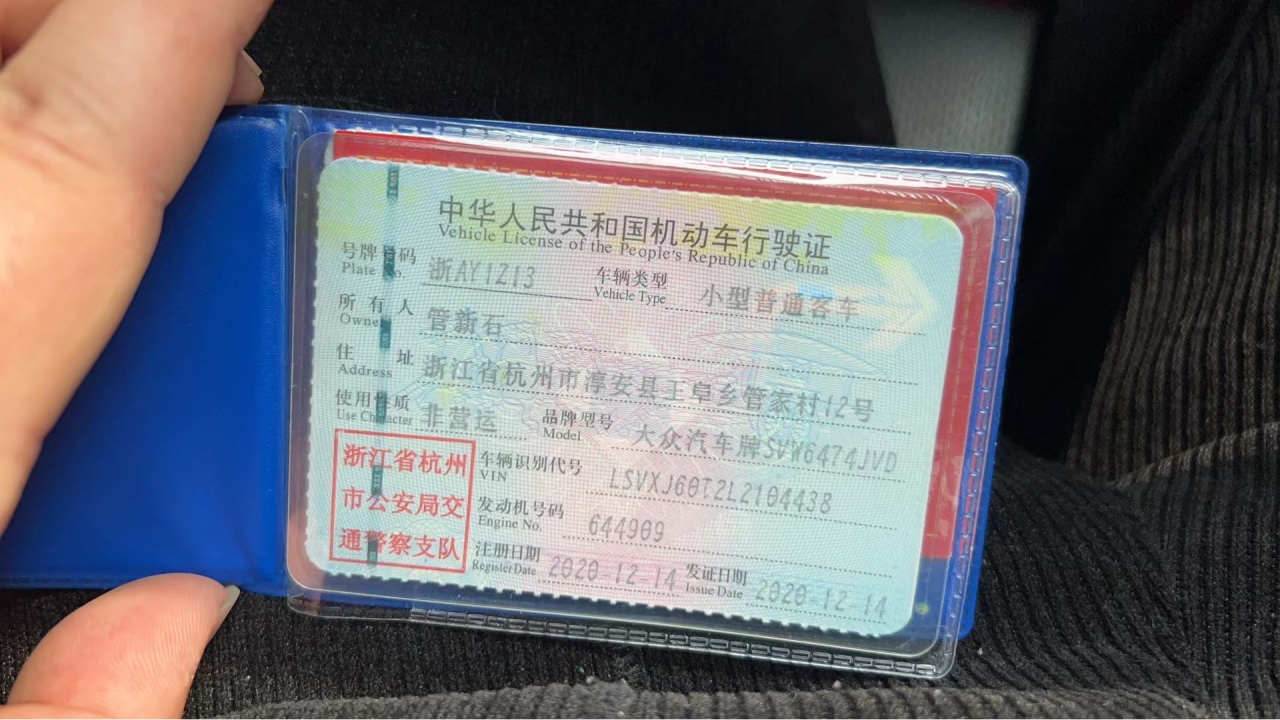 中华人民共和国机动车行驶证
Vehicle License of the People's Republic of China
号牌 码 浙AY1Z13 车辆类型 小型普通客车
Plate No. Vehicle Type
所有人 管新石
Owner
住址 浙江省杭州市淳安县王阜乡管家村12号
Address
使用性质 非营运 品牌型号 大众汽车牌SVW6474JVD
Use Character Model
浙江省杭州
市公安局交
通警察支队
车辆识别代号 LSVXJ60T2L2104438
VIN
发动机号码 644909
Engine No.
注册日期 2020-12-14 发证日期 2020-12-14
Register Date Issue Date